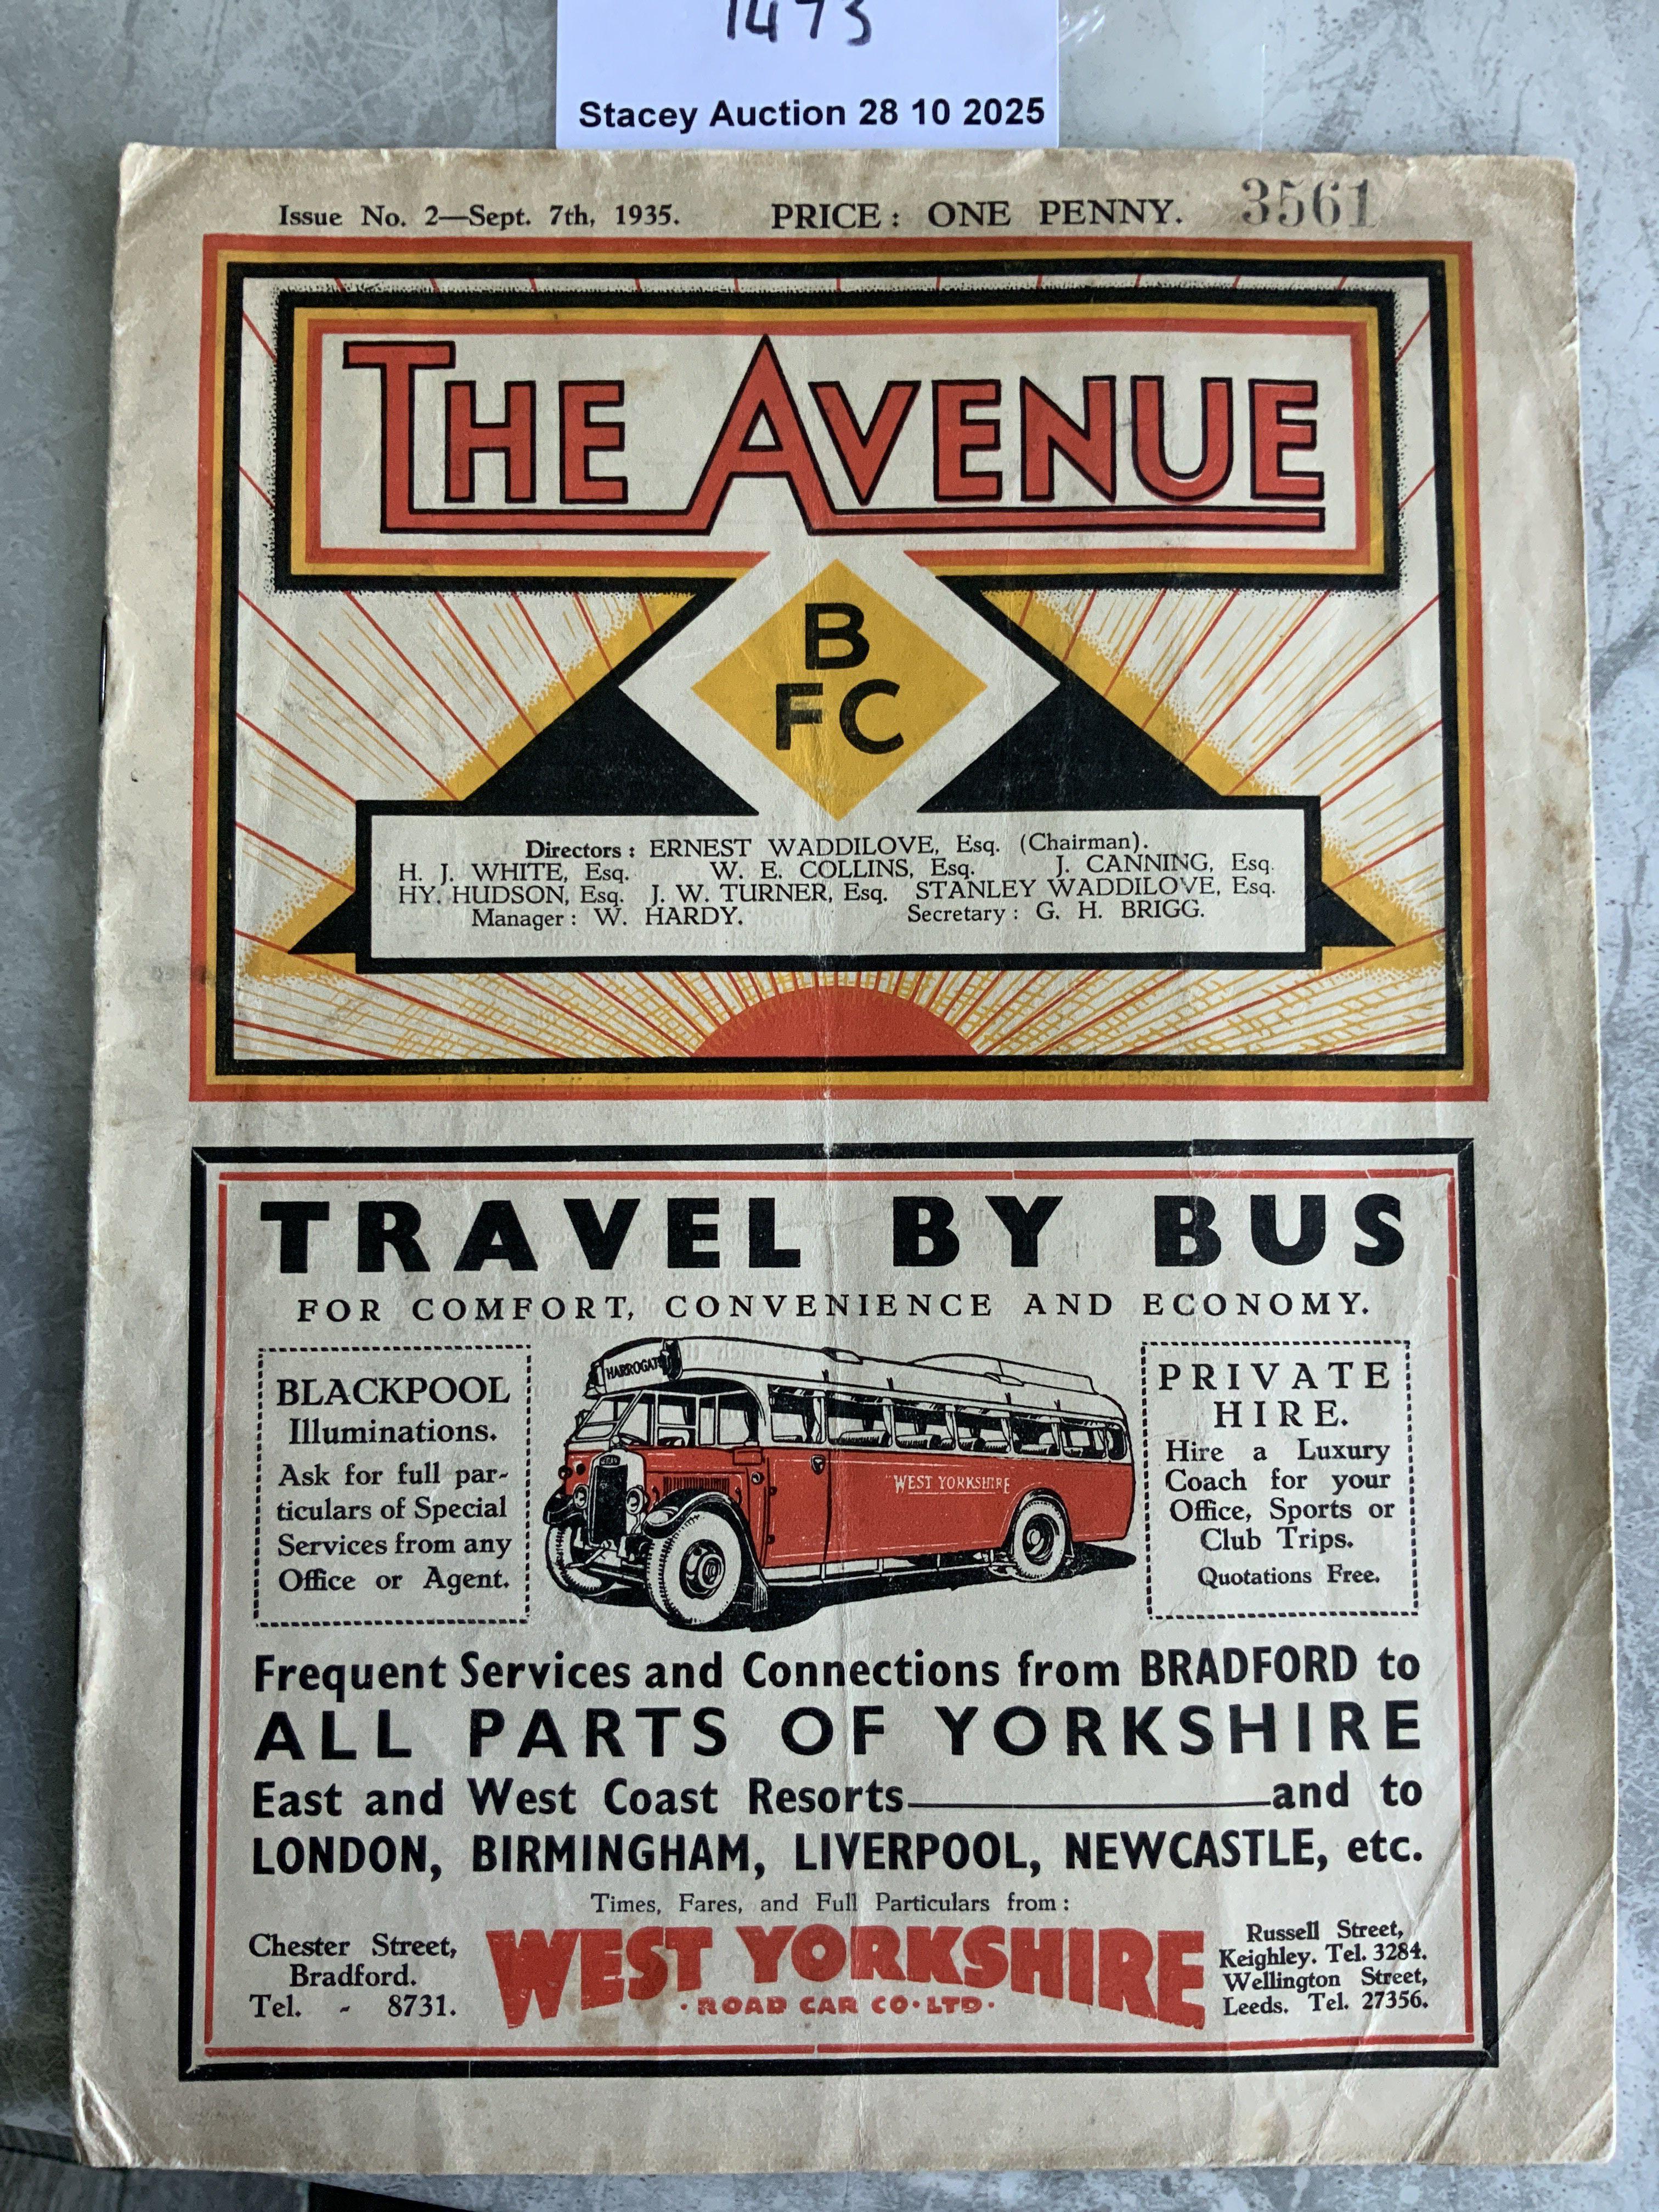 1473
Stacey Auction 28 10 2025
Issue No. 2—Sept. 7th, 1935. PRICE: ONE PENNY. 3561
THE AVENUE
B
FC
Directors: ERNEST WADDILOVE, Esq. (Chairman).
H. J. WHITE, Esq. W. E. COLLINS, Esq. J. CANNING, Esq.
HY. HUDSON, Esq. J. W. TURNER, Esq. STANLEY WADDILOVE, Esq.
Manager: W. HARDY. Secretary: G. H. BRIGG.
TRAVEL BY BUS
FOR COMFORT, CONVENIENCE AND ECONOMY.
BLACKPOOL
Illuminations.
Ask for full par-
ticulars of Special
Services from any
Office or Agent.
HARROGATE
WEST YORKSHIRE
PRIVATE
HIRE.
Hire a Luxury
Coach for your
Office, Sports or
Club Trips.
Quotations Free.
Frequent Services and Connections from BRADFORD to
ALL PARTS OF YORKSHIRE
East and West Coast Resorts—and to
LONDON, BIRMINGHAM, LIVERPOOL, NEWCASTLE, etc.
Times, Fares, and Full Particulars from:
Chester Street,
Bradford.
Tel. - 8731.
WEST YORKSHIRE
· ROAD CAR CO·LTD·
Russell Street,
Keighley. Tel. 3284.
Wellington Street,
Leeds. Tel. 27356.